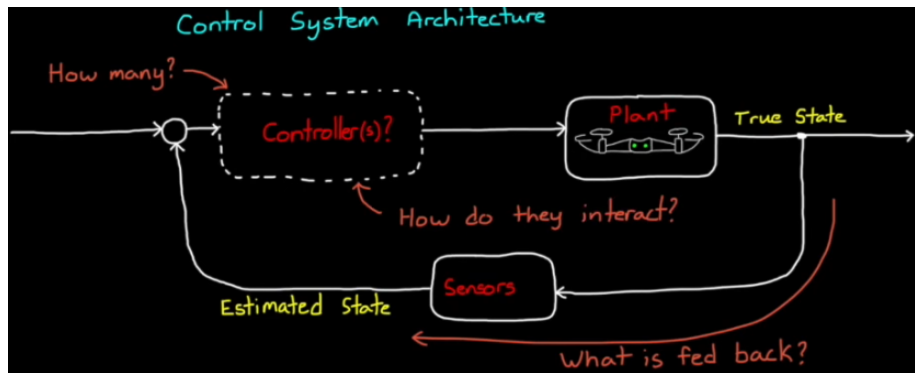 Control System Architecture
How many?
Controller(s)?
Plant
True State
How do they interact?
Sensors
Estimated State
What is fed back?